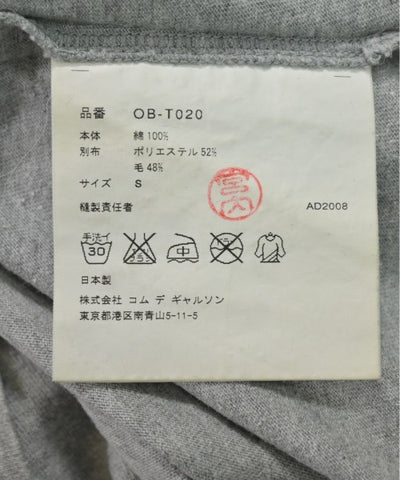 品番 OB-T020
本体 綿 100%
別布 ポリエステル 52%
毛 48%
サイズ S
縫製責任者
AD2008
手洗イ
30
中
日本製
株式会社 コム デ ギャルソン
東京都港区南青山5-11-5